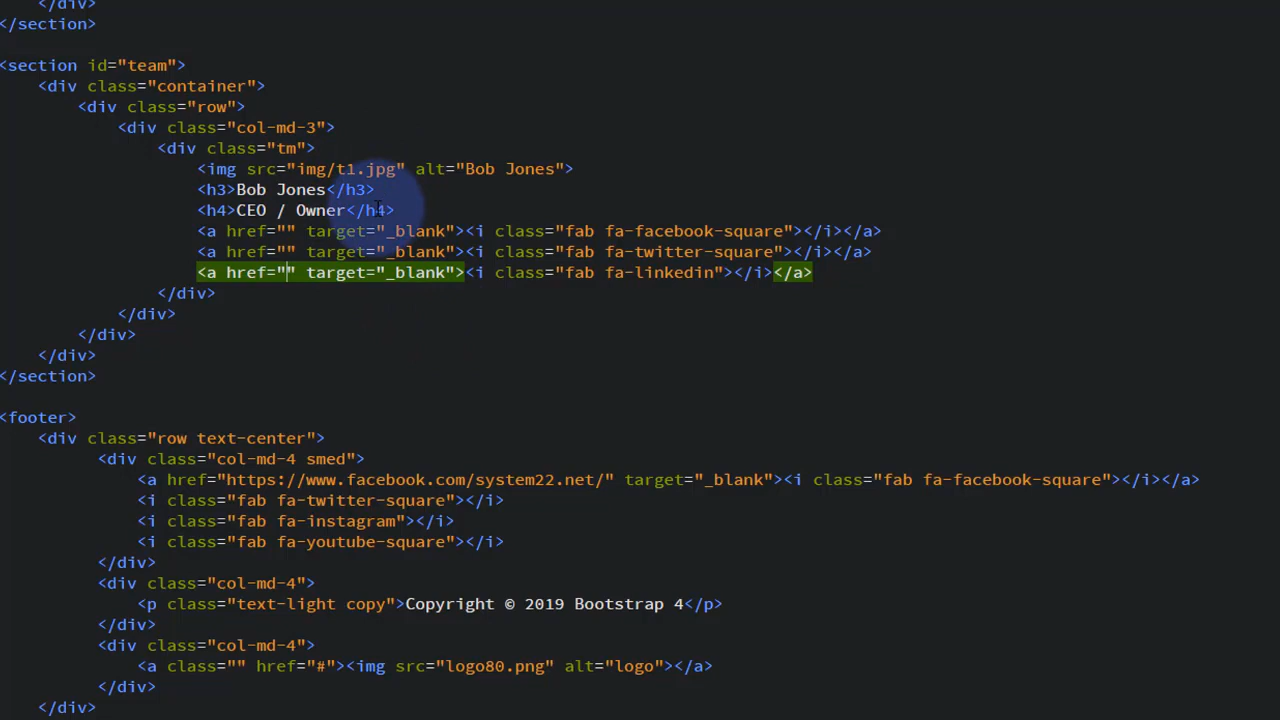 </div>
</section>
<section id="team">
<div class="container">
<div class="row">
<div class="col-md-3">
<div class="tm">
<img src="img/t1.jpg" alt="Bob Jones">
<h3>Bob Jones</h3>
<h4>CEO / Owner</h4>
<a href="" target="_blank"><i class="fab fa-facebook-square"></i></a>
<a href="" target="_blank"><i class="fab fa-twitter-square"></i></a>
<a href="" target="_blank"><i class="fab fa-linkedin"></i></a>
</div>
</div>
</div>
</div>
</section>
<footer>
<div class="row text-center">
<div class="col-md-4 smed">
<a href="https://www.facebook.com/system22.net/" target="_blank"><i class="fab fa-facebook-square"></i></a>
<i class="fab fa-twitter-square"></i>
<i class="fab fa-instagram"></i>
<i class="fab fa-youtube-square"></i>
</div>
<div class="col-md-4">
<p class="text-light copy">Copyright © 2019 Bootstrap 4</p>
</div>
<div class="col-md-4">
<a class="" href="#"><img src="logo80.png" alt="logo"></a>
</div>
</div>